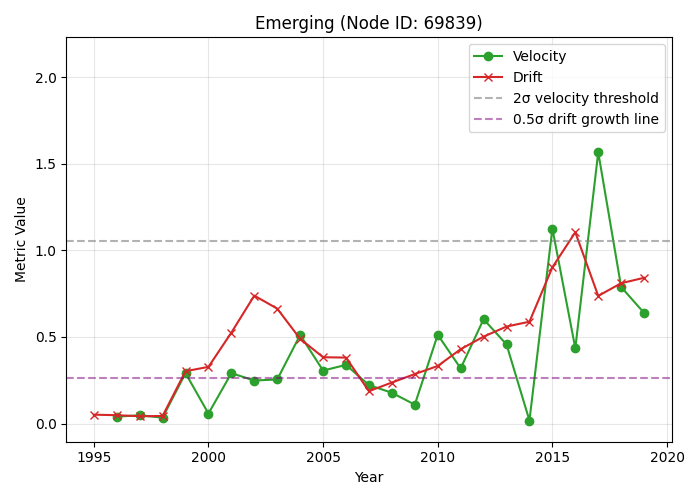 Emerging (Node ID: 69839)
Velocity
Drift
2σ velocity threshold
0.5σ drift growth line
Metric Value
2.0
1.5
1.0
0.5
0.0
1995 2000 2005 2010 2015 2020
Year